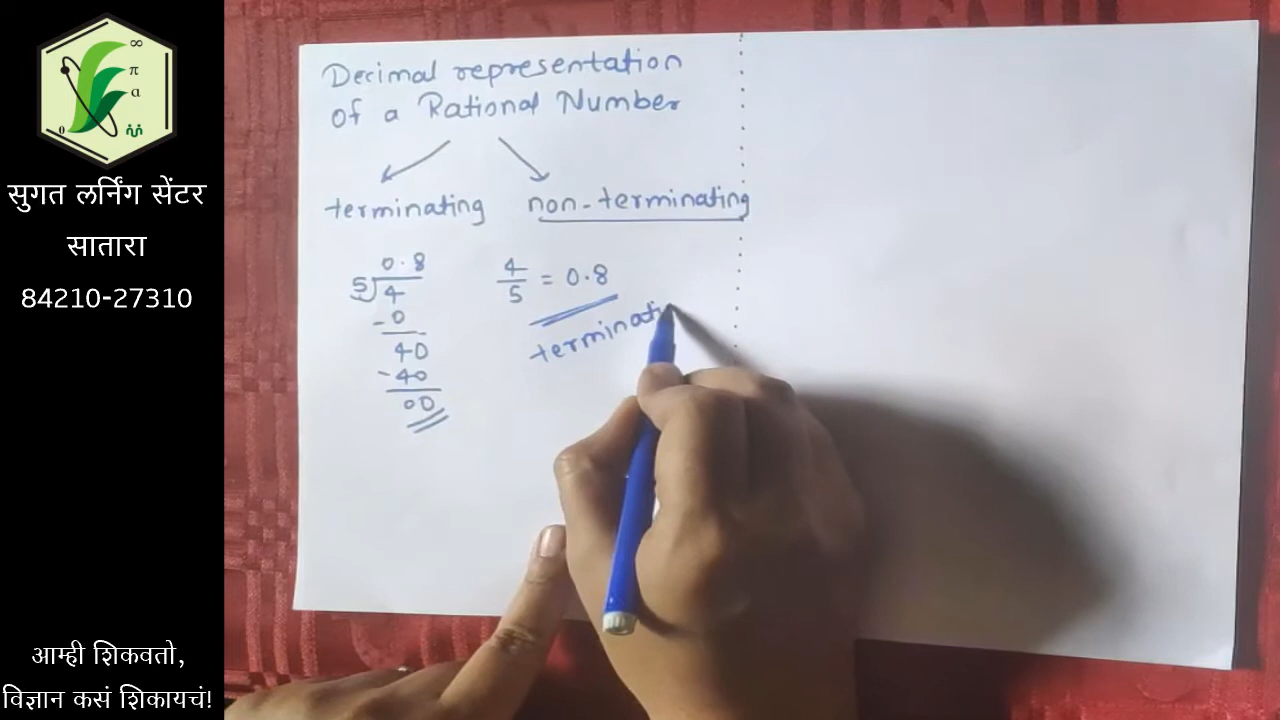 ∞
π
α
0
सुगत लर्निंग सेंटर
सातारा
84210-27310
आम्ही शिकवतो,
विज्ञान कसं शिकायचं!
Decimal representation
of a Rational Number
terminating non-terminating
0.8
5)4
-0
40
-40
00
4/5 = 0.8
terminati